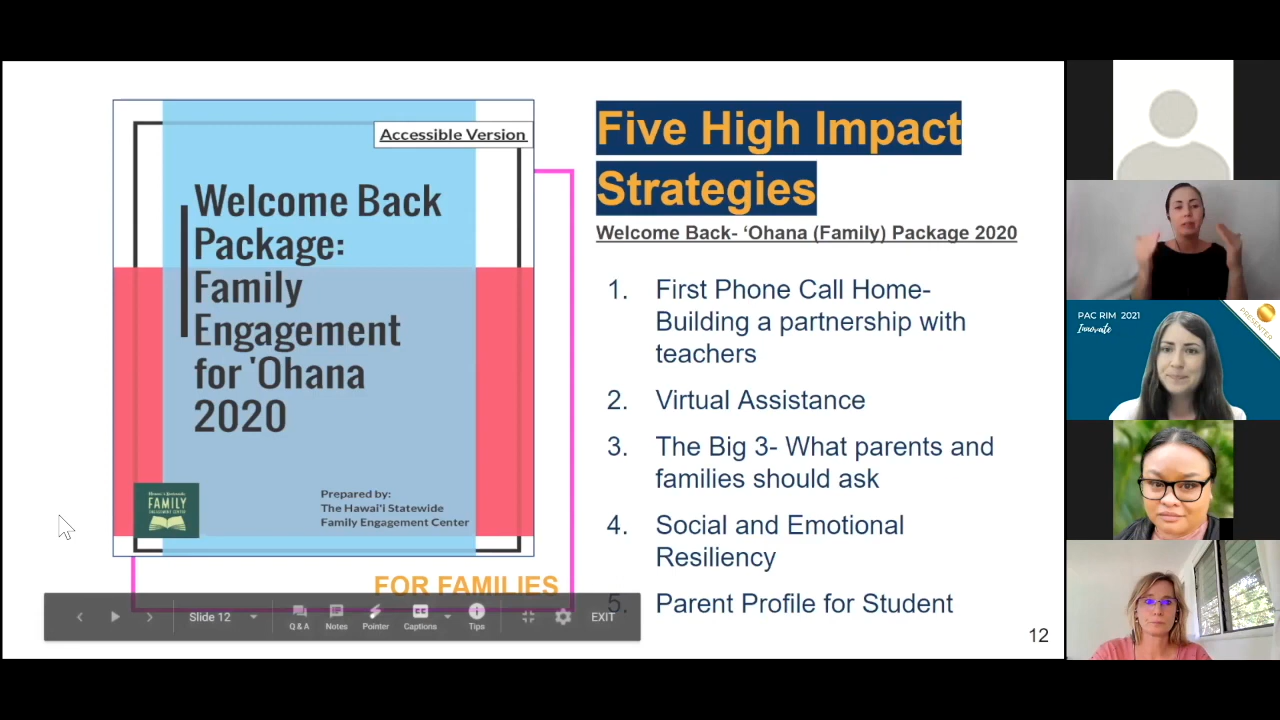 Accessible Version
Welcome Back
Package:
Family
Engagement
for 'Ohana
2020
FAMILY
Prepared by:
The Hawai'i Statewide
Family Engagement Center
FOR FAMILIES
Five High Impact
Strategies
Welcome Back- ‘Ohana (Family) Package 2020
1. First Phone Call Home-
Building a partnership with
teachers
2. Virtual Assistance
3. The Big 3- What parents and
families should ask
4. Social and Emotional
Resiliency
5. Parent Profile for Student
12
Slide 12
Q & A
Notes
Pointer
CC
Captions
Tips
EXIT
PAC RIM 2021
Innovate
PRESENTER